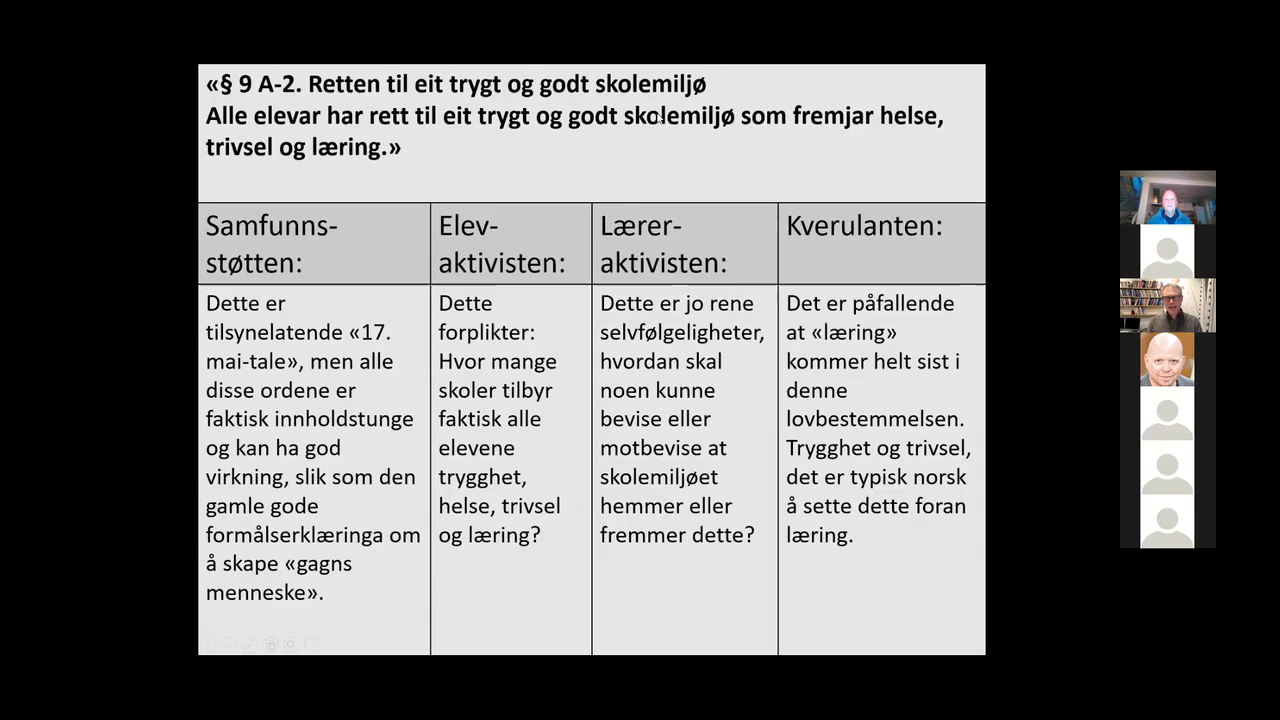 «§ 9 A-2. Retten til eit trygt og godt skolemiljø
Alle elevar har rett til eit trygt og godt skolemiljø som fremjar helse,
trivsel og læring.»
Samfunns-
støtten:
Elev-
aktivisten:
Lærer-
aktivisten:
Kverulanten:
Dette er
tilsynelatende «17.
mai-tale», men alle
disse ordene er
faktisk innholdstunge
og kan ha god
virkning, slik som den
gamle gode
formålserklæringa om
å skape «gagns
menneske».
Dette
forplikter:
Hvor mange
skoler tilbyr
faktisk alle
elevene
trygghet,
helse, trivsel
og læring?
Dette er jo rene
selvfølgeligheter,
hvordan skal
noen kunne
bevise eller
motbevise at
skolemiljøet
hemmer eller
fremmer dette?
Det er påfallende
at «læring»
kommer helt sist i
denne
lovbestemmelsen.
Trygghet og trivsel,
det er typisk norsk
å sette dette foran
læring.